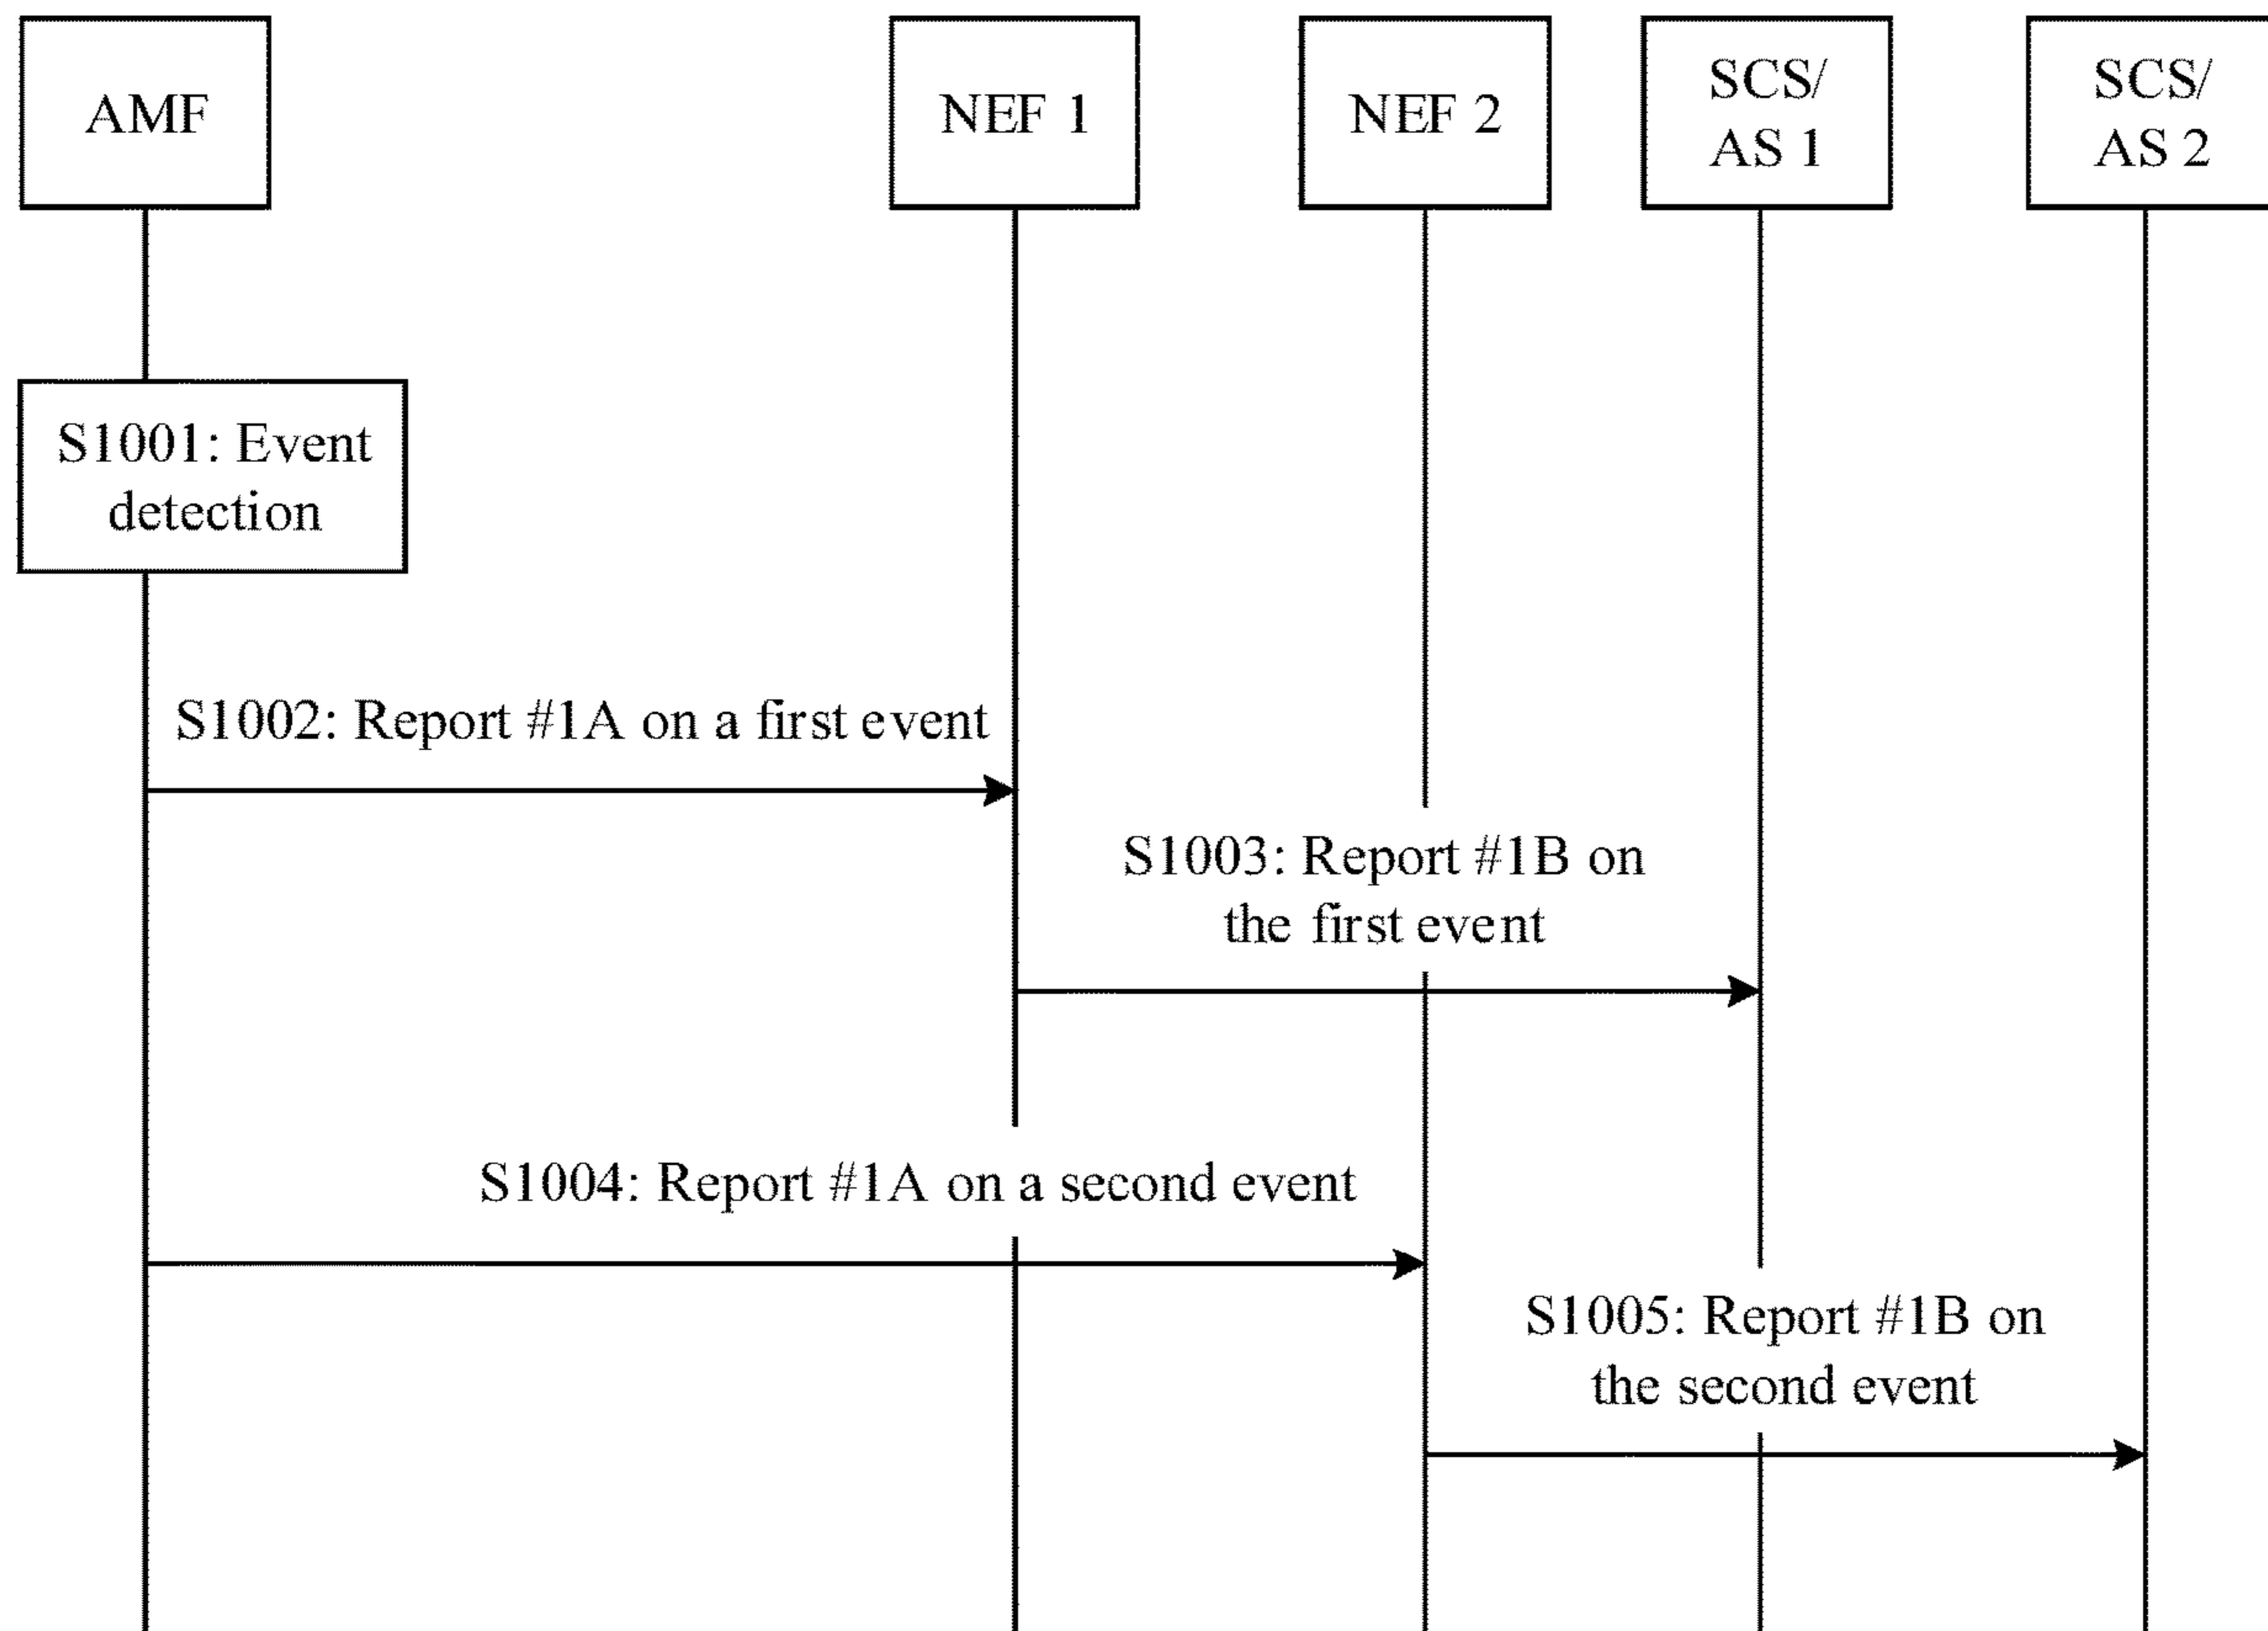 AMF
NEF 1
NEF 2
SCS/
AS 1
SCS/
AS 2
S1001: Event
detection
S1002: Report #1A on a first event
S1003: Report #1B on
the first event
S1004: Report #1A on a second event
S1005: Report #1B on
the second event